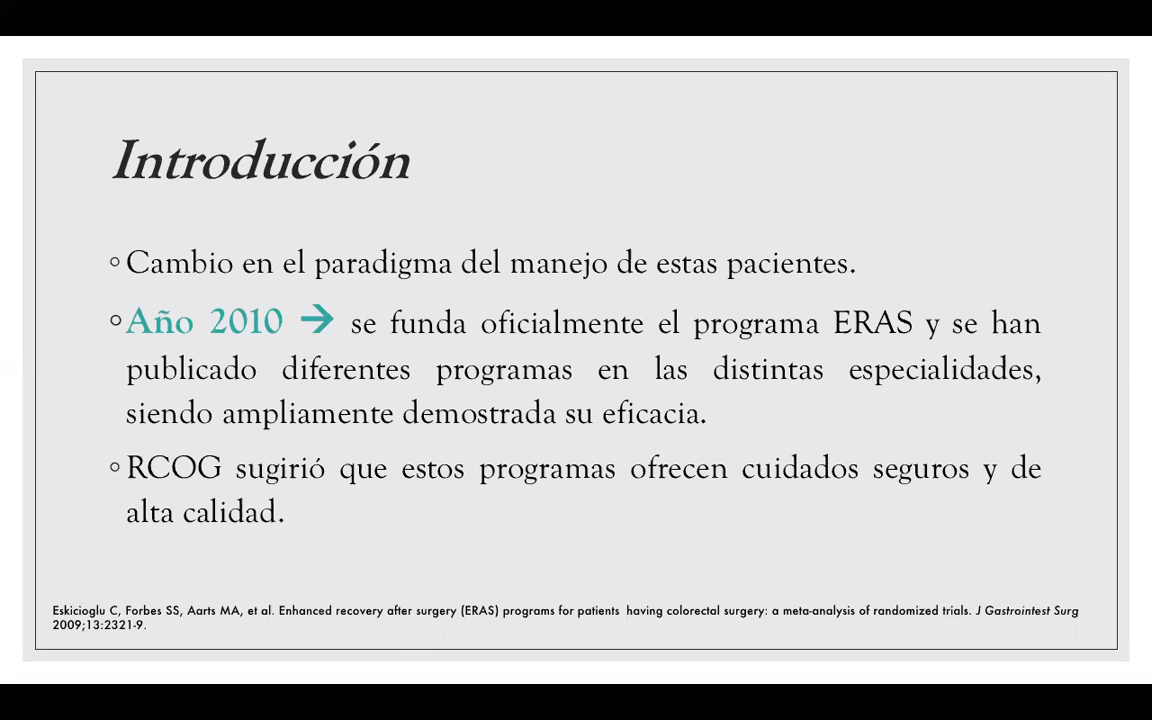 Introducción
◦ Cambio en el paradigma del manejo de estas pacientes.
◦ Año 2010 → se funda oficialmente el programa ERAS y se han
publicado diferentes programas en las distintas especialidades,
siendo ampliamente demostrada su eficacia.
◦ RCOG sugirió que estos programas ofrecen cuidados seguros y de
alta calidad.
Eskicioglu C, Forbes SS, Aarts MA, et al. Enhanced recovery after surgery (ERAS) programs for patients having colorectal surgery: a meta-analysis of randomized trials. J Gastrointest Surg
2009;13:2321-9.